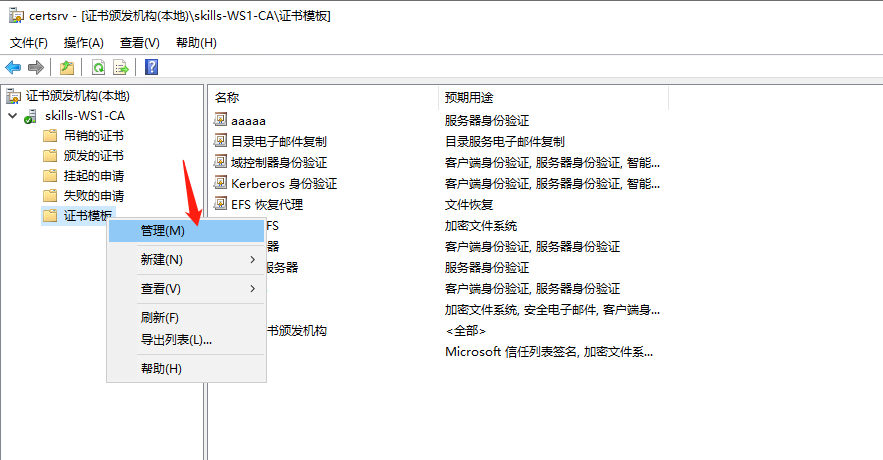 certsrv - [证书颁发机构(本地)\skills-WS1-CA\证书模板]
文件(F) 操作(A) 查看(V) 帮助(H)
证书颁发机构(本地)
skills-WS1-CA
吊销的证书
颁发的证书
挂起的申请
失败的申请
证书模板
管理(M)
新建(N)
查看(V)
刷新(F)
导出列表(L)...
帮助(H)
名称 预期用途
aaaaa 服务器身份验证
目录电子邮件复制 目录服务电子邮件复制
域控制器身份验证 客户端身份验证, 服务器身份验证, 智能...
Kerberos 身份验证 客户端身份验证, 服务器身份验证, 智能...
EFS 恢复代理 文件恢复
FS 加密文件系统
器 客户端身份验证, 服务器身份验证
服务器 服务器身份验证
客户端身份验证, 服务器身份验证
加密文件系统, 安全电子邮件, 客户端身...
书颁发机构 <全部>
Microsoft 信任列表签名, 加密文件系...